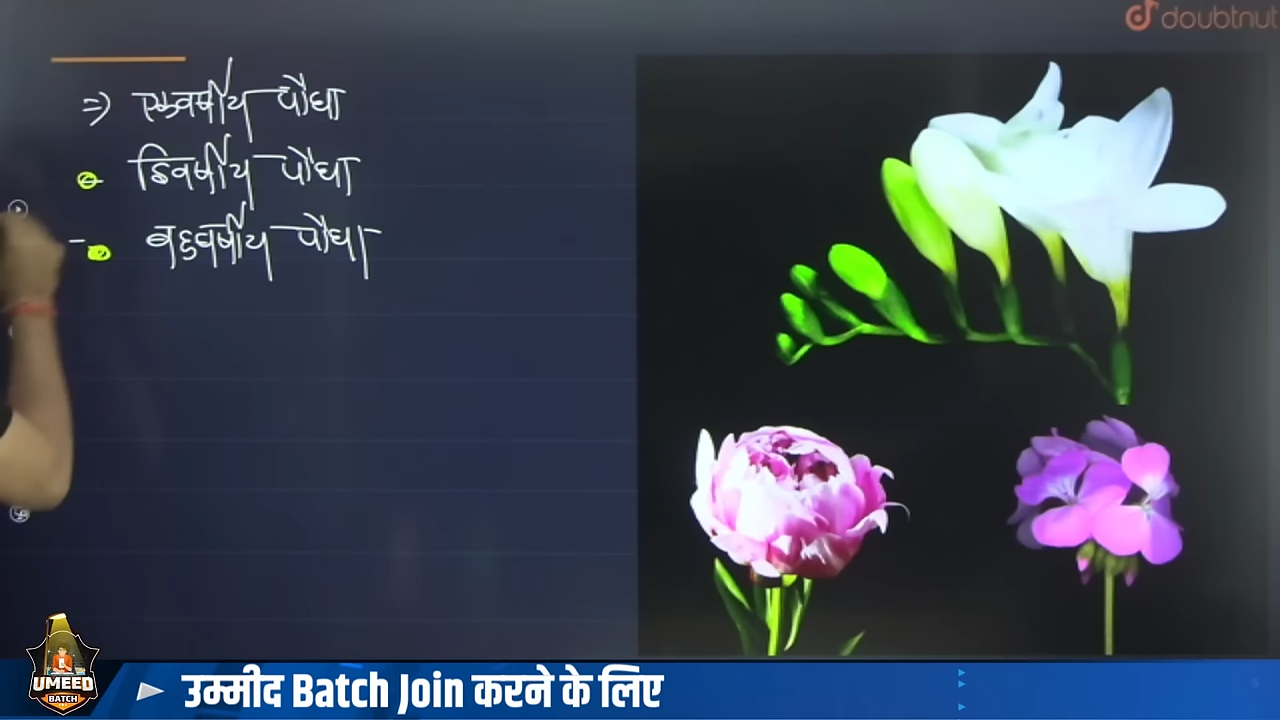 doubtnut
=) एकवर्षीय पौधा
द्विवर्षीय पौधा
- बहुवर्षीय पौधा
UMEED
BATCH
उम्मीद Batch Join करने के लिए